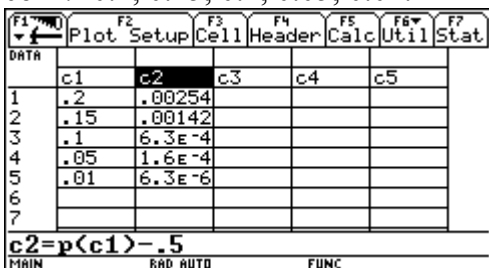 F1 F2 F3 F4 F5 F6 F7
Plot Setup Cell Header Calc Util Stat
DATA
c1 c2 c3 c4 c5
1 .2 .00254
2 .15 .00142
3 .1 6.3E-4
4 .05 1.6E-4
5 .01 6.3E-6
6
7
c2=p(c1)-.5
MAIN RAD AUTO FUNC